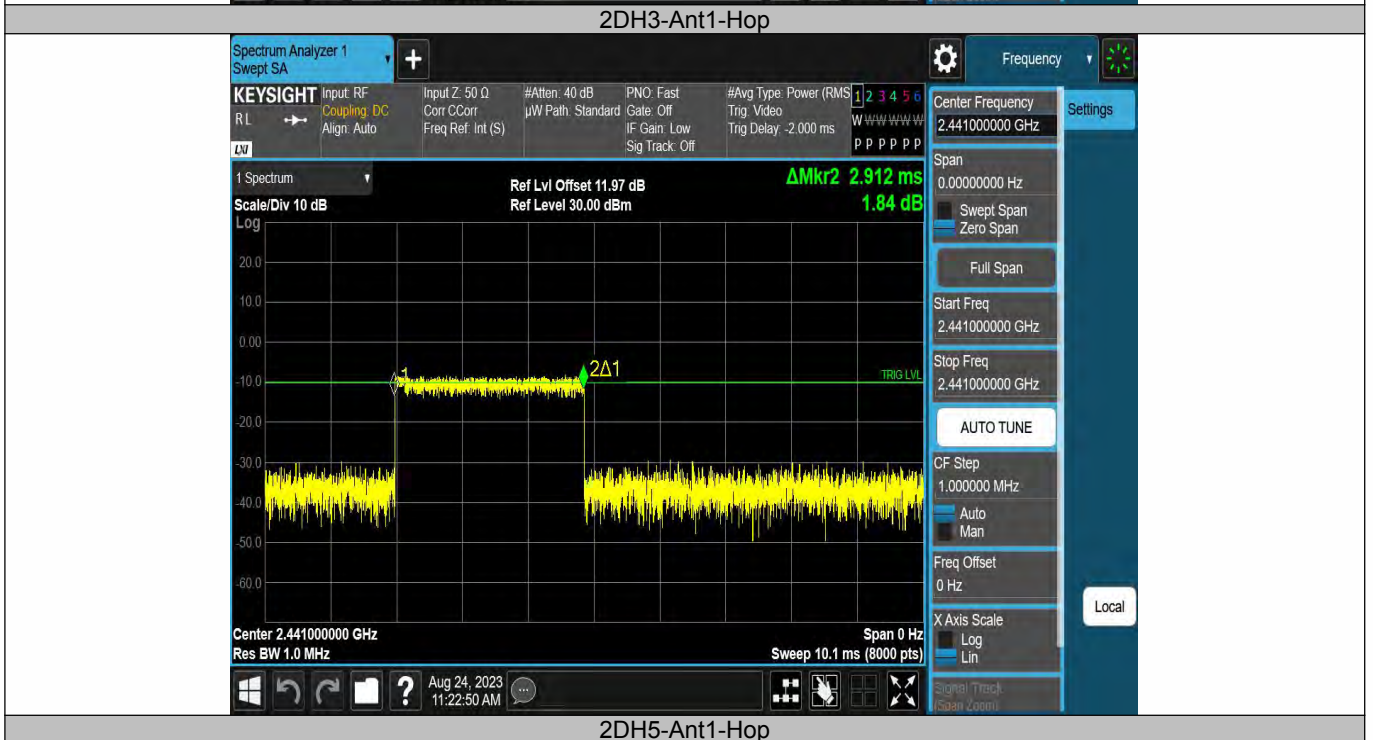 2DH3-Ant1-Hop
Spectrum Analyzer 1
Swept SA
+
Frequency
KEYSIGHT
RL
LXI
Input: RF
Coupling: DC
Align: Auto
Input Z: 50 Ω
Corr CCorr
Freq Ref: Int (S)
#Atten: 40 dB
µW Path: Standard
PNO: Fast
Gate: Off
IF Gain: Low
Sig Track: Off
#Avg Type: Power (RMS
Trig: Video
Trig Delay: -2.000 ms
1 2 3 4 5 6
W W W W W W
P P P P P P
Center Frequency
2.441000000 GHz
Settings
1 Spectrum
Scale/Div 10 dB
Log
Ref Lvl Offset 11.97 dB
Ref Level 30.00 dBm
ΔMkr2 2.912 ms
1.84 dB
Span
0.00000000 Hz
Swept Span
Zero Span
Full Span
Start Freq
2.441000000 GHz
Stop Freq
2.441000000 GHz
AUTO TUNE
CF Step
1.000000 MHz
Auto
Man
Freq Offset
0 Hz
X Axis Scale
Log
Lin
Signal Track
(Span Zoom)
Local
20.0
10.0
0.00
-10.0
-20.0
-30.0
-40.0
-50.0
-60.0
1
2Δ1
TRIG LVL
Center 2.441000000 GHz
Res BW 1.0 MHz
Span 0 Hz
Sweep 10.1 ms (8000 pts)
?
Aug 24, 2023
11:22:50 AM
2DH5-Ant1-Hop